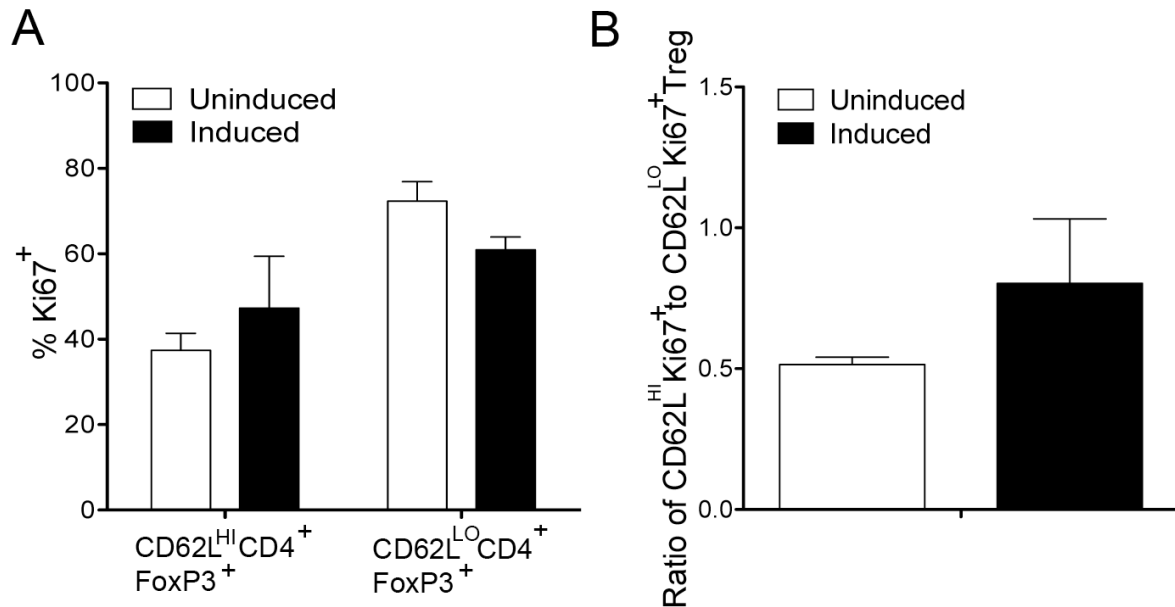 A
% Ki67+
100
80
60
40
20
0
Uninduced
Induced
CD62LHICD4+
FoxP3+
CD62LLOCD4+
FoxP3+
B
Ratio of CD62LHIKi67+to CD62LLOKi67+Treg
1.5
1.0
0.5
0.0
Uninduced
Induced